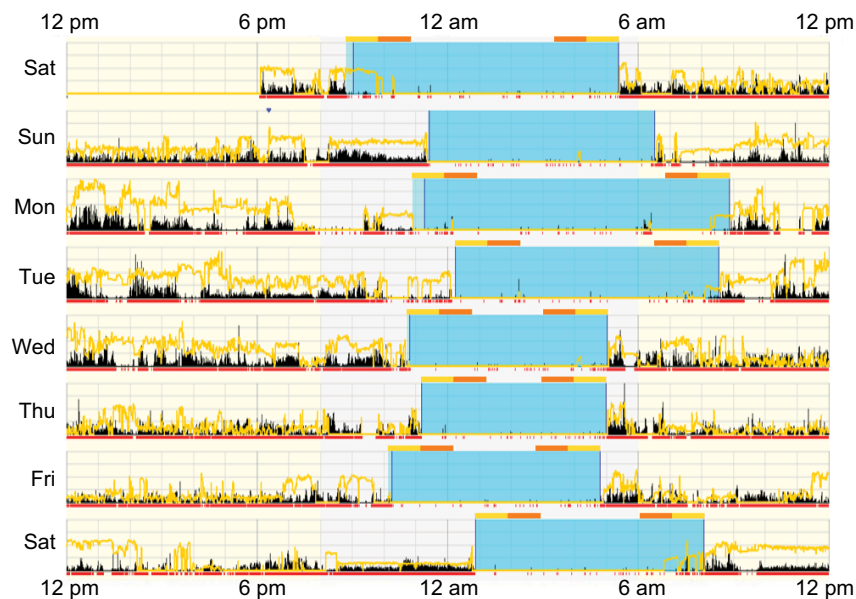 12 pm 6 pm 12 am 6 am 12 pm
Sat
Sun
Mon
Tue
Wed
Thu
Fri
Sat
12 pm 6 pm 12 am 6 am 12 pm